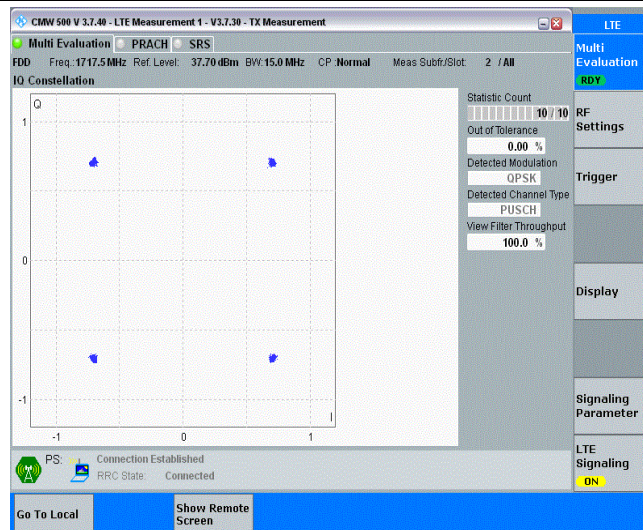 CMW 500 V 3.7.40 - LTE Measurement 1 - V3.7.30 - TX Measurement
LTE
Multi Evaluation PRACH SRS
Multi
Evaluation
RDY
FDD Freq.:1717.5 MHz Ref. Level: 37.70 dBm BW:15.0 MHz CP :Normal Meas Subfr/Slot: 2 / All
IQ Constellation
Q
1
0
-1
-1 0 1
I
Statistic Count
10 / 10
Out of Tolerance
0.00 %
Detected Modulation
QPSK
Detected Channel Type
PUSCH
View Filter Throughput
100.0 %
RF
Settings
Trigger
Display
Signaling
Parameter
LTE
Signaling
ON
PS: Connection Established
RRC State: Connected
Go To Local
Show Remote
Screen